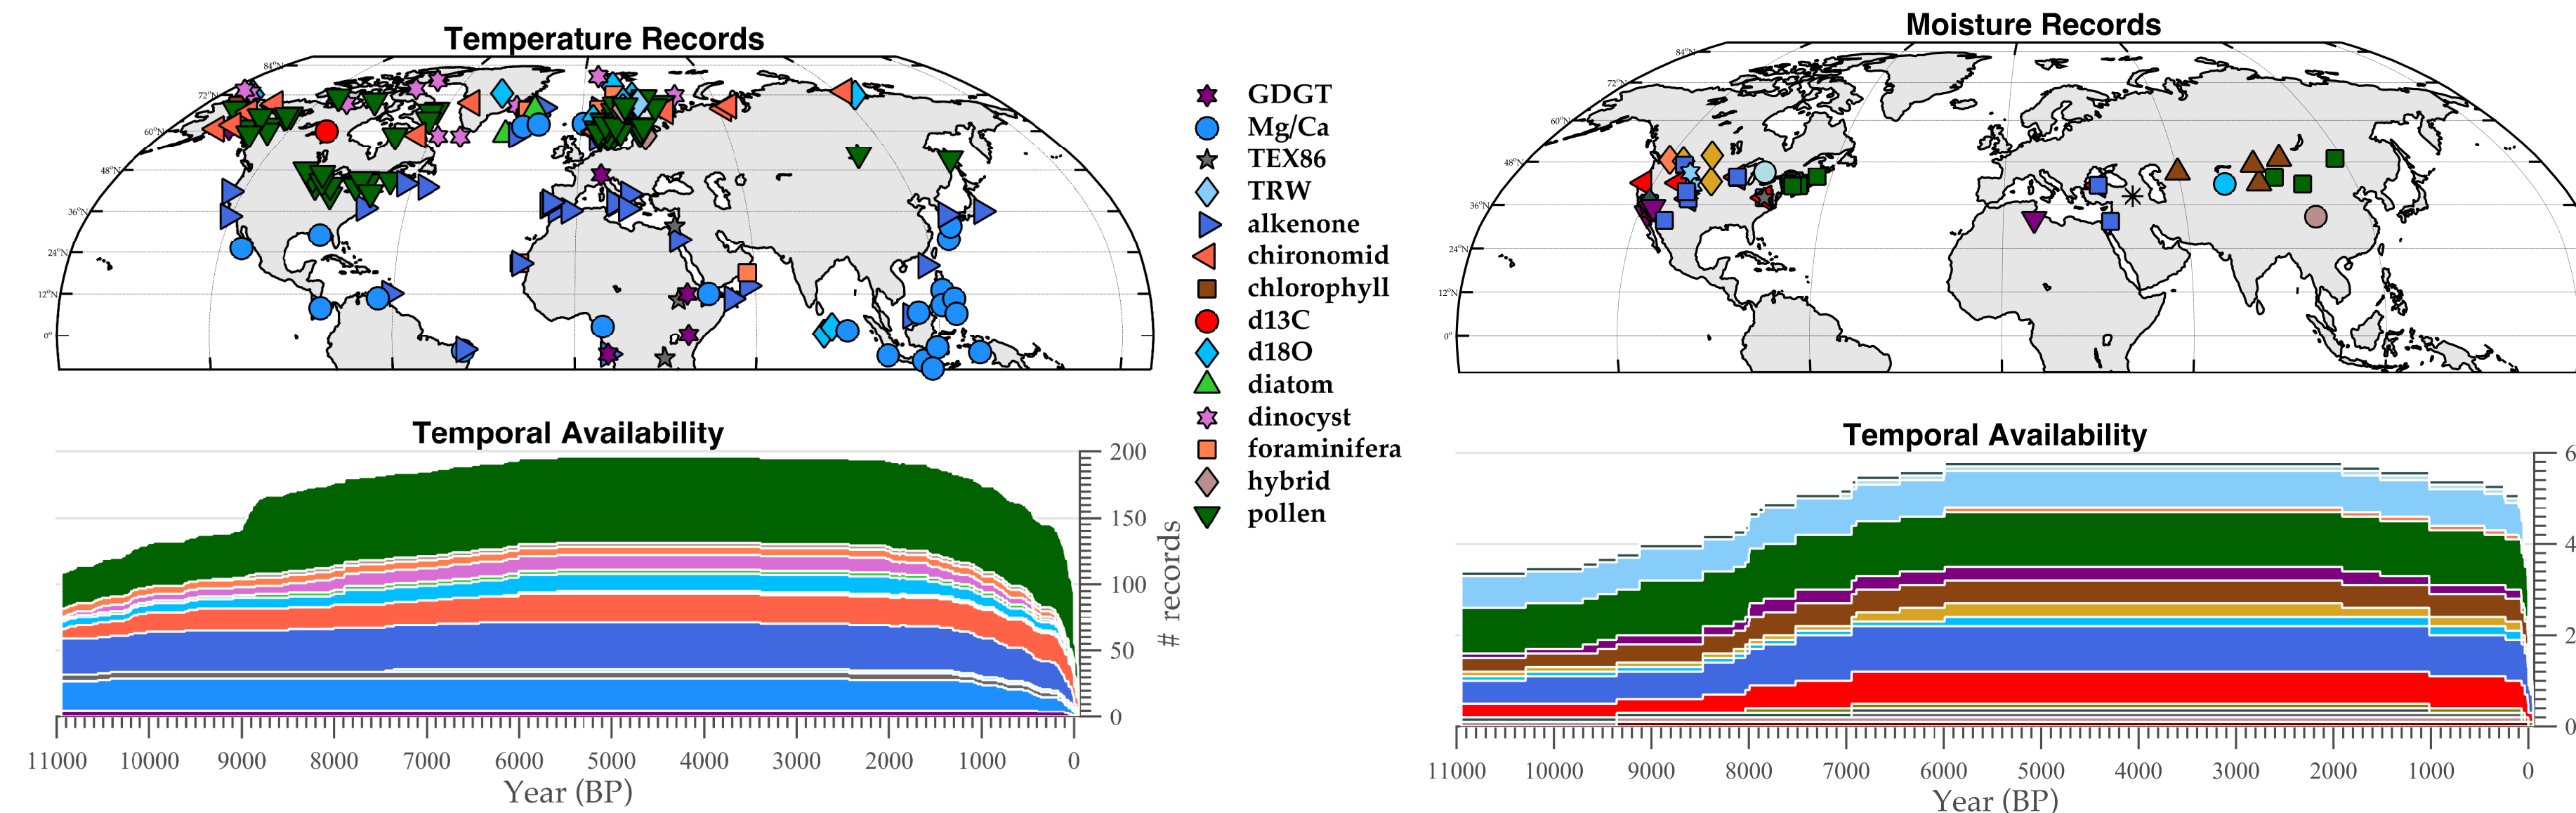 Temperature Records
84°N
72°N
60°N
48°N
36°N
24°N
12°N
0°
GDGT
Mg/Ca
TEX86
TRW
alkenone
chironomid
chlorophyll
d13C
d18O
diatom
dinocyst
foraminifera
hybrid
pollen
Moisture Records
84°N
72°N
60°N
48°N
36°N
24°N
12°N
0°
Temporal Availability
200
150
100
50
0
# records
11000 10000 9000 8000 7000 6000 5000 4000 3000 2000 1000 0
Year (BP)
Temporal Availability
6
4
2
0
11000 10000 9000 8000 7000 6000 5000 4000 3000 2000 1000 0
Year (BP)